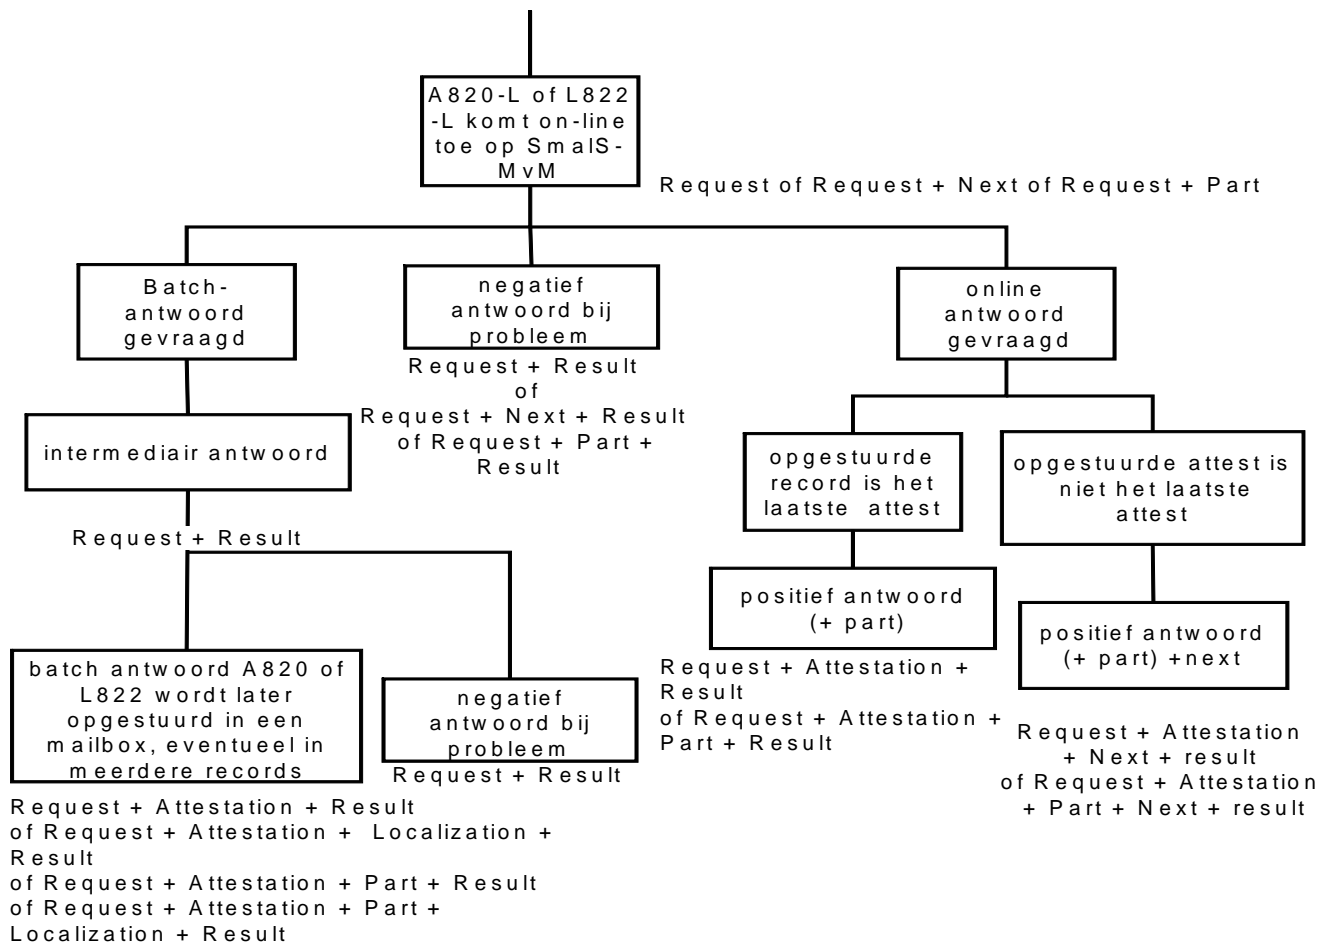 A820-L of L822
-L komt on-line
toe op SmalS-
MvM
Request of Request + Next of Request + Part
Batch-
antwoord
gevraagd
negatief
antwoord bij
probleem
online
antwoord
gevraagd
Request + Result
of
Request + Next + Result
of Request + Part +
Result
intermediair antwoord
opgestuurde
record is het
laatste attest
opgestuurde attest is
niet het laatste
attest
Request + Result
positief antwoord
(+ part)
positief antwoord
(+ part) +next
batch antwoord A820 of
L822 wordt later
opgestuurd in een
mailbox, eventueel in
meerdere records
negatief
antwoord bij
probleem
Request + Result
Request + Attestation +
Result
of Request + Attestation +
Part + Result
Request + Attestation
+ Next + result
of Request + Attestation
+ Part + Next + result
Request + Attestation + Result
of Request + Attestation + Localization +
Result
of Request + Attestation + Part + Result
of Request + Attestation + Part +
Localization + Result